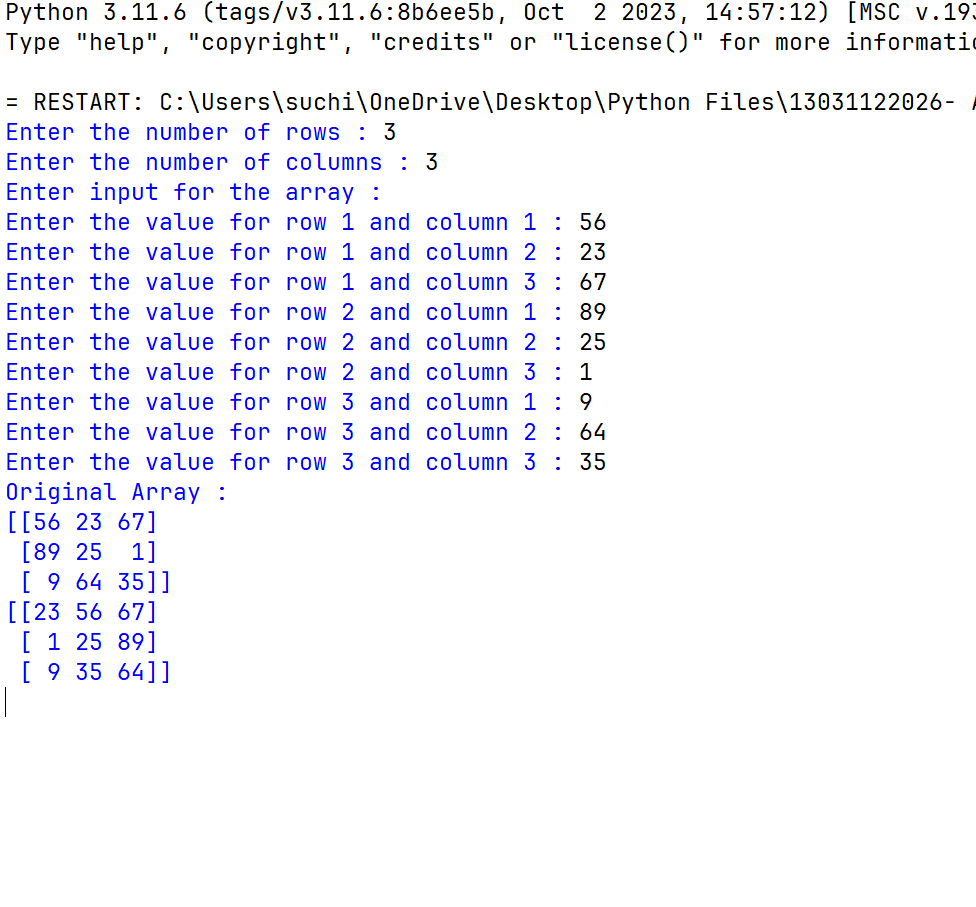 Python 3.11.6 (tags/v3.11.6:8b6ee5b, Oct  2 2023, 14:57:12) [MSC v.193
Type "help", "copyright", "credits" or "license()" for more informatio

= RESTART: C:\Users\suchi\OneDrive\Desktop\Python Files\13031122026- A
Enter the number of rows : 3
Enter the number of columns : 3
Enter input for the array :
Enter the value for row 1 and column 1 : 56
Enter the value for row 1 and column 2 : 23
Enter the value for row 1 and column 3 : 67
Enter the value for row 2 and column 1 : 89
Enter the value for row 2 and column 2 : 25
Enter the value for row 2 and column 3 : 1
Enter the value for row 3 and column 1 : 9
Enter the value for row 3 and column 2 : 64
Enter the value for row 3 and column 3 : 35
Original Array :
[[56 23 67]
 [89 25  1]
 [ 9 64 35]]
[[23 56 67]
 [ 1 25 89]
 [ 9 35 64]]